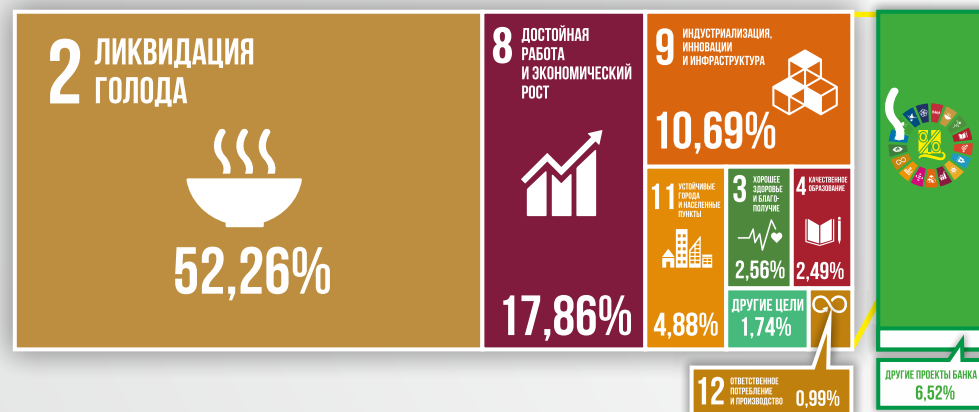 2 ЛИКВИДАЦИЯ
ГОЛОДА
52,26%
8 ДОСТОЙНАЯ
РАБОТА
И ЭКОНОМИЧЕСКИЙ
РОСТ
17,86%
9 ИНДУСТРИАЛИЗАЦИЯ,
ИННОВАЦИИ
И ИНФРАСТРУКТУРА
10,69%
11 УСТОЙЧИВЫЕ
ГОРОДА
И НАСЕЛЕННЫЕ
ПУНКТЫ
4,88%
3 ХОРОШЕЕ
ЗДОРОВЬЕ
И БЛАГО-
ПОЛУЧИЕ
2,56%
4 КАЧЕСТВЕННОЕ
ОБРАЗОВАНИЕ
2,49%
ДРУГИЕ ЦЕЛИ
1,74%
12 ОТВЕТСТВЕННОЕ
ПОТРЕБЛЕНИЕ
И ПРОИЗВОДСТВО 0,99%
ДРУГИЕ ПРОЕКТЫ БАНКА
6,52%